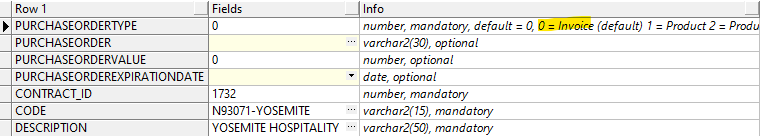 Row 1 Fields Info
PURCHASEORDERTYPE 0 number, mandatory, default = 0, 0 = Invoice (default) 1 = Product 2 = Produ
PURCHASEORDER ... varchar2(30), optional
PURCHASEORDERVALUE 0 number, optional
PURCHASEORDEREXPIRATIONDATE date, optional
CONTRACT_ID 1732 number, mandatory
CODE N93071-YOSEMITE ... varchar2(15), mandatory
DESCRIPTION YOSEMITE HOSPITALITY ... varchar2(50), mandatory